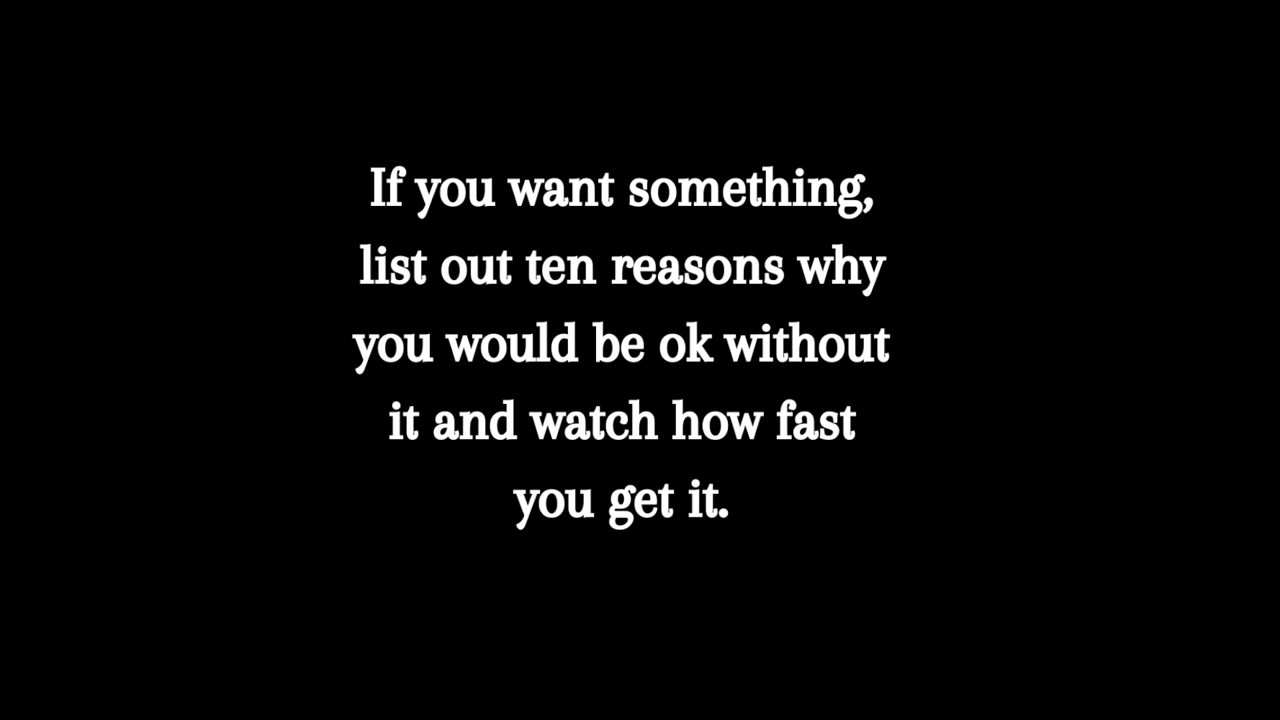 If you want something,
list out ten reasons why
you would be ok without
it and watch how fast
you get it.